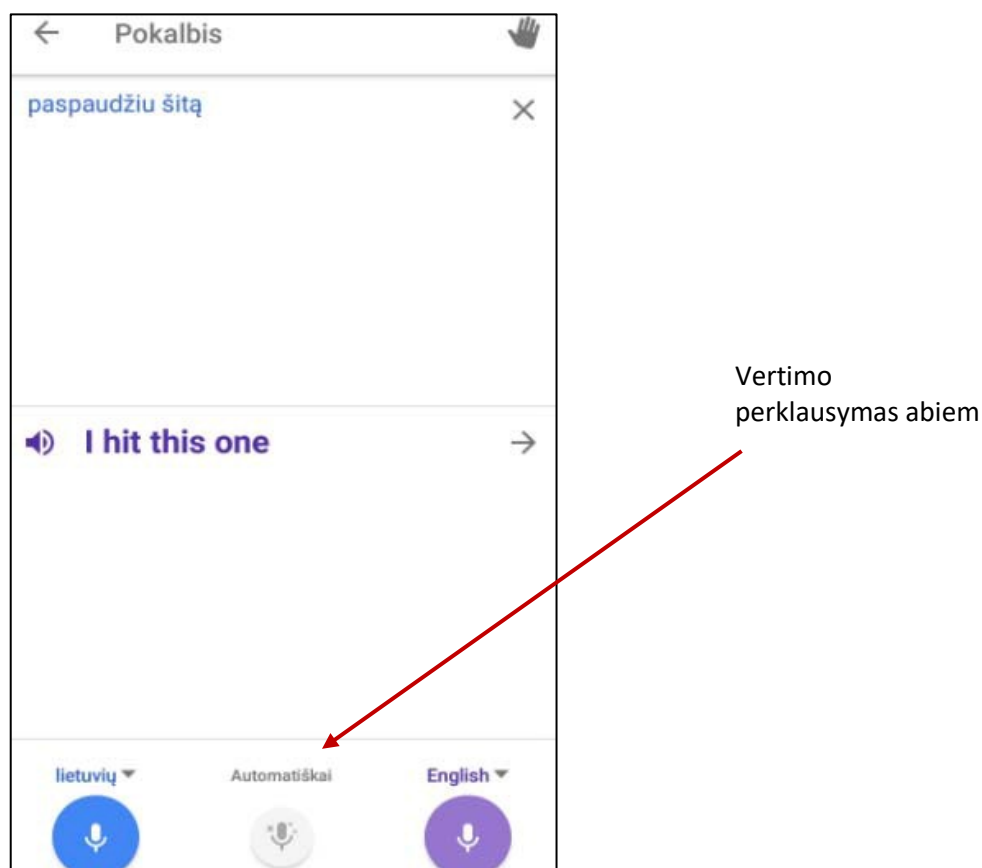 Pokalbis
paspaudžiu šitą
Vertimo
perklausymas abiem
I hit this one
lietuvių
Automatiškai
English